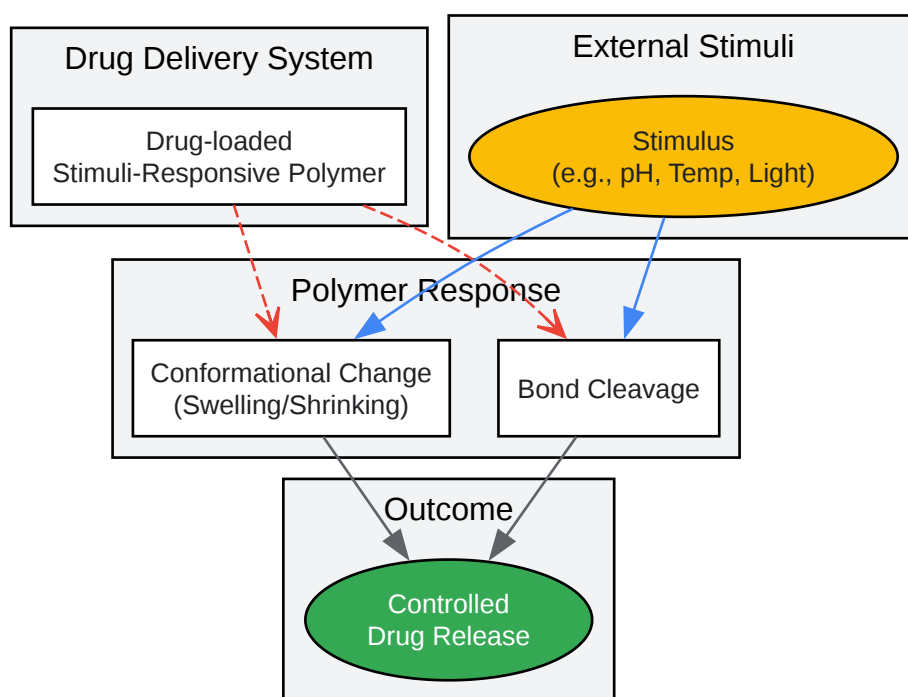 Drug Delivery System
Drug-loaded
Stimuli-Responsive Polymer
External Stimuli
Stimulus
(e.g., pH, Temp, Light)
Polymer Response
Conformational Change
(Swelling/Shrinking)
Bond Cleavage
Outcome
Controlled
Drug Release